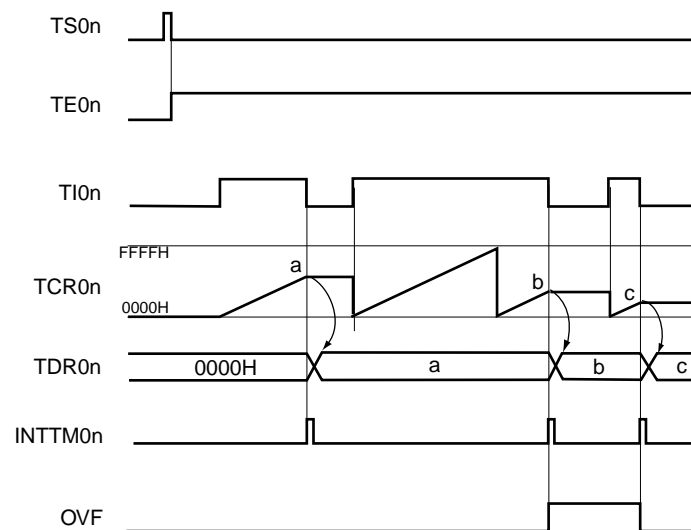 TS0n
TE0n
TI0n
FFFFH
a
b
c
TCR0n
0000H
TDR0n
0000H
a
b
c
INTTM0n
OVF